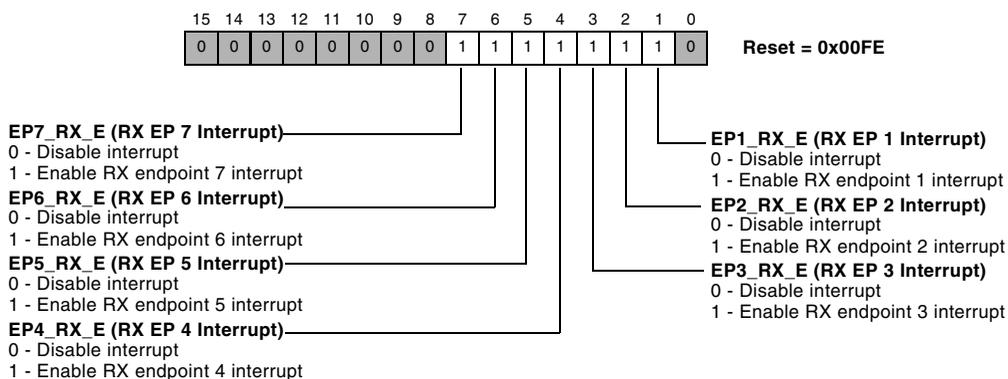 15 14 13 12 11 10 9 8 7 6 5 4 3 2 1 0
0 0 0 0 0 0 0 0 1 1 1 1 1 1 1 0
Reset = 0x00FE
EP7_RX_E (RX EP 7 Interrupt)
0 - Disable interrupt
1 - Enable RX endpoint 7 interrupt
EP6_RX_E (RX EP 6 Interrupt)
0 - Disable interrupt
1 - Enable RX endpoint 6 interrupt
EP5_RX_E (RX EP 5 Interrupt)
0 - Disable interrupt
1 - Enable RX endpoint 5 interrupt
EP4_RX_E (RX EP 4 Interrupt)
0 - Disable interrupt
1 - Enable RX endpoint 4 interrupt
EP1_RX_E (RX EP 1 Interrupt)
0 - Disable interrupt
1 - Enable RX endpoint 1 interrupt
EP2_RX_E (RX EP 2 Interrupt)
0 - Disable interrupt
1 - Enable RX endpoint 2 interrupt
EP3_RX_E (RX EP 3 Interrupt)
0 - Disable interrupt
1 - Enable RX endpoint 3 interrupt